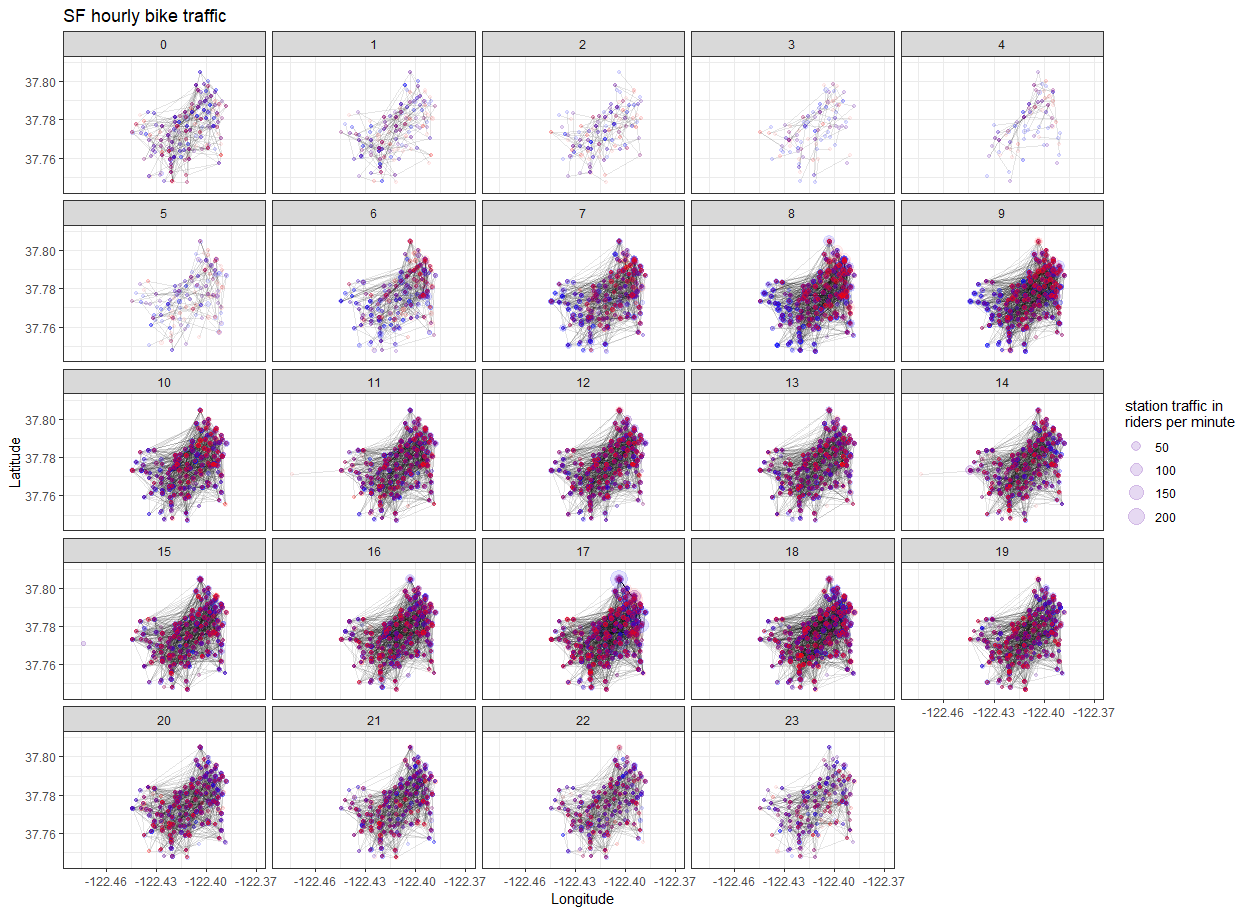 SF hourly bike traffic
0 1 2 3 4
37.80
37.78
37.76
5 6 7 8 9
37.80
37.78
37.76
10 11 12 13 14
37.80
37.78
37.76
15 16 17 18 19
37.80
37.78
37.76
-122.46 -122.43 -122.40 -122.37
20 21 22 23
37.80
37.78
37.76
-122.46 -122.43 -122.40 -122.37 -122.46 -122.43 -122.40 -122.37 -122.46 -122.43 -122.40 -122.37 -122.46 -122.43 -122.40 -122.37
Longitude
Latitude
station traffic in
riders per minute
50
100
150
200